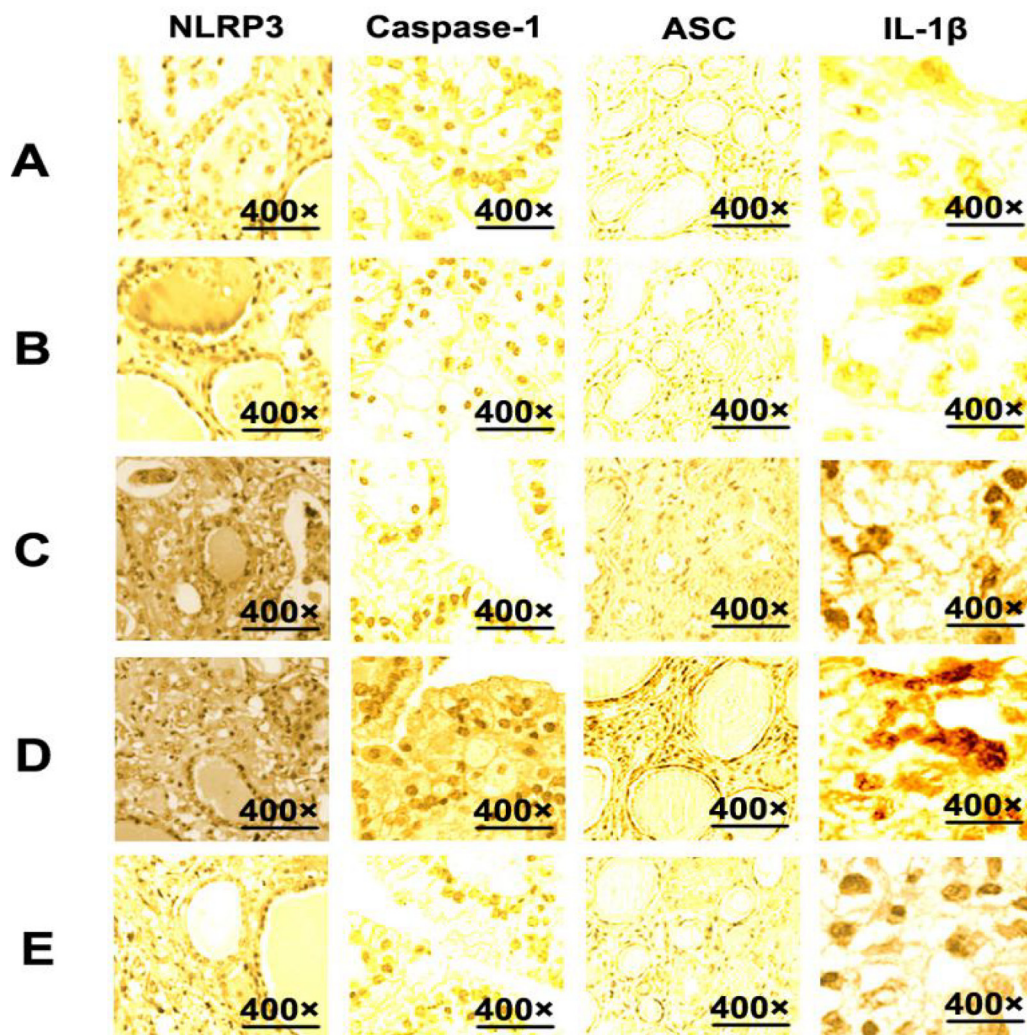 NLRP3 Caspase-1 ASC IL-1β
A 400× 400× 400× 400×
B 400× 400× 400× 400×
C 400× 400× 400× 400×
D 400× 400× 400× 400×
E 400× 400× 400× 400×